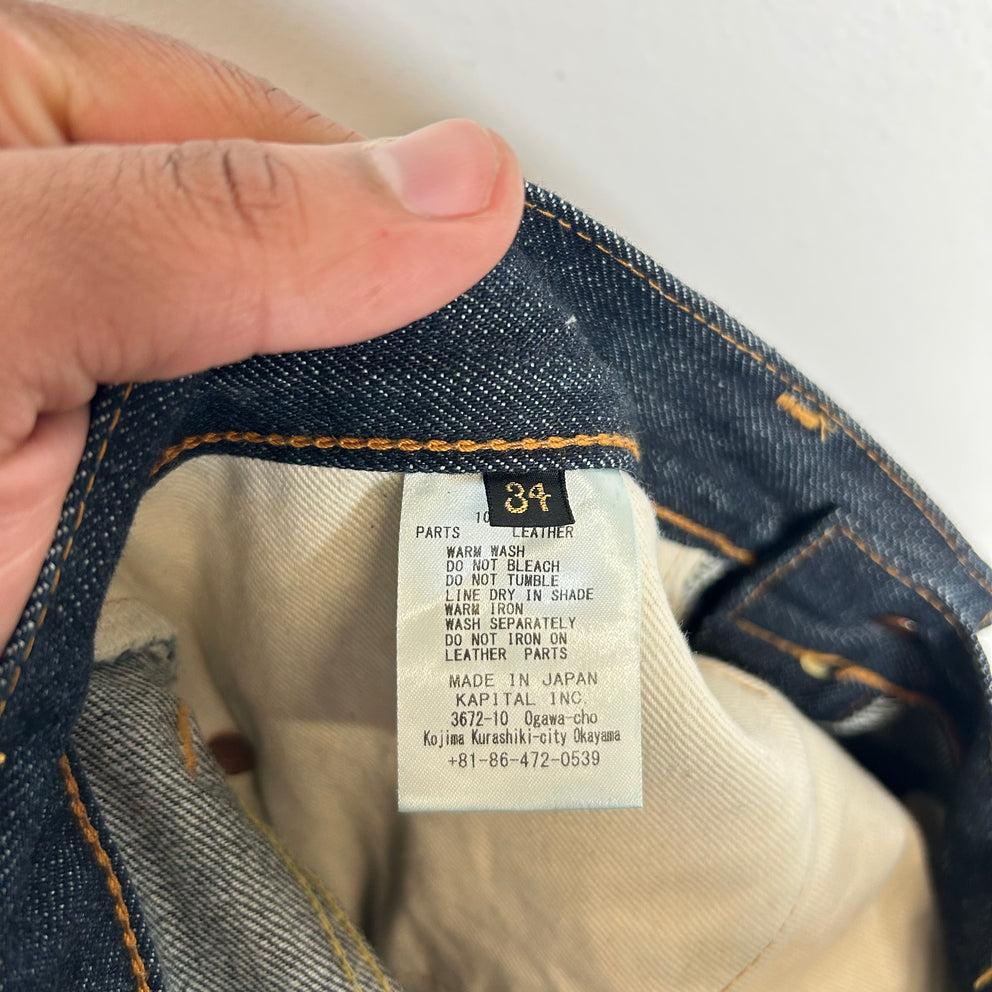 34
10
PARTS LEATHER
WARM WASH
DO NOT BLEACH
DO NOT TUMBLE
LINE DRY IN SHADE
WARM IRON
WASH SEPARATELY
DO NOT IRON ON
LEATHER PARTS
MADE IN JAPAN
KAPITAL INC.
3672-10 Ogawa-cho
Kojima Kurashiki-city Okayama
+81-86-472-0539